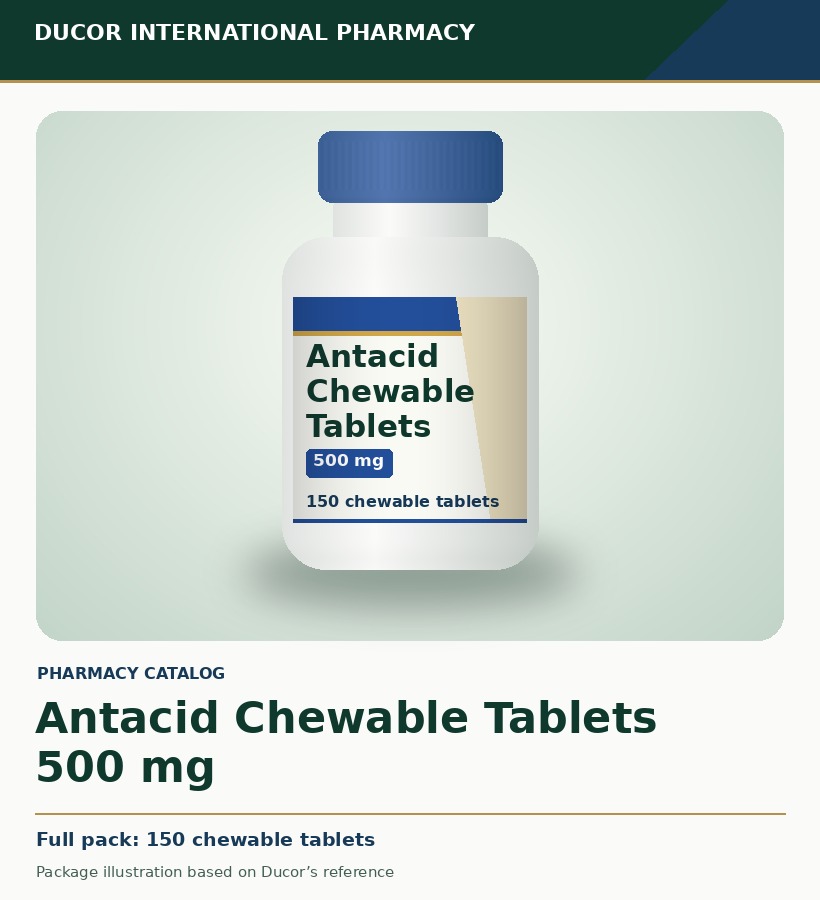 DUCOR INTERNATIONAL PHARMACY
Antacid
Chewable
Tablets
500 mg
150 chewable tablets
PHARMACY CATALOG
Antacid Chewable Tablets
500 mg
Full pack: 150 chewable tablets
Package illustration based on Ducor’s reference